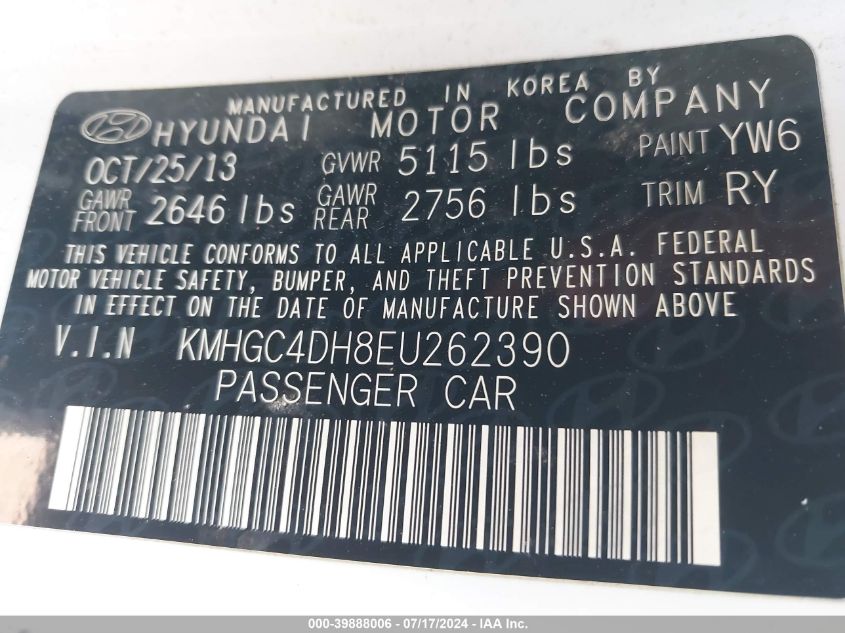 MANUFACTURED IN KOREA BY
HYUNDAI MOTOR COMPANY
OCT/25/13 GVWR 5115 lbs PAINT YW6
GAWR FRONT 2646 lbs GAWR REAR 2756 lbs TRIM RY
THIS VEHICLE CONFORMS TO ALL APPLICABLE U.S.A. FEDERAL
MOTOR VEHICLE SAFETY, BUMPER, AND THEFT PREVENTION STANDARDS
IN EFFECT ON THE DATE OF MANUFACTURE SHOWN ABOVE
V.I.N KMHGC4DH8EU262390
PASSENGER CAR
000-39888006 - 07/17/2024 - IAA Inc.